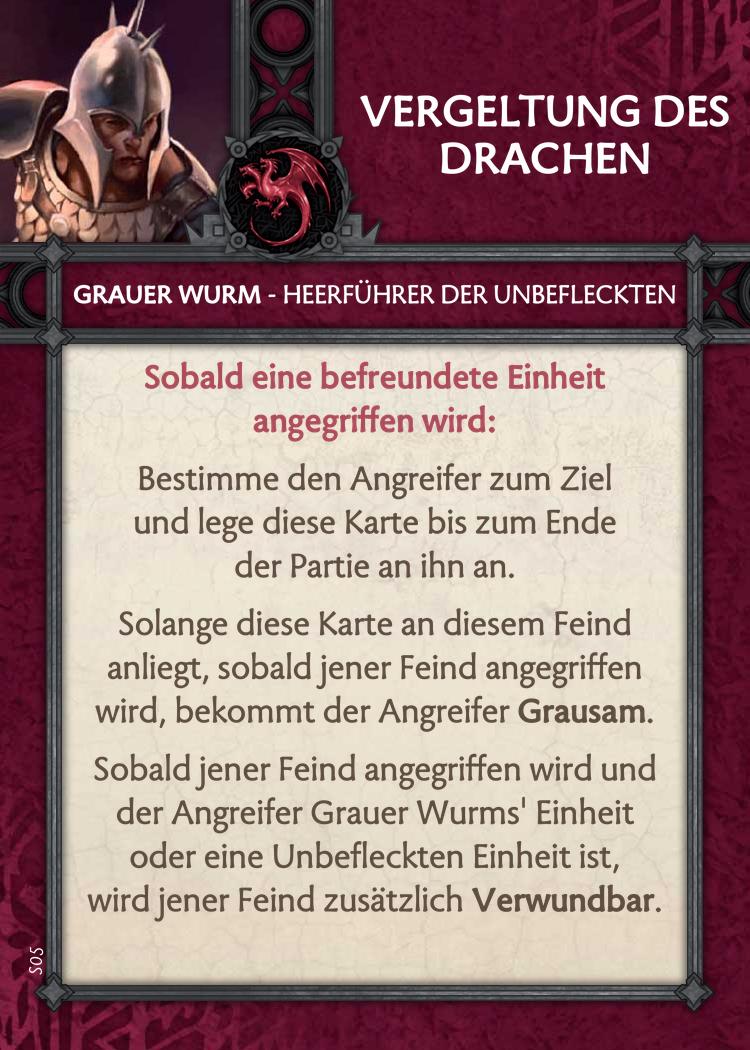 VERGELTUNG DES
DRACHEN
GRAUER WURM - HEERFÜHRER DER UNBEFLECKTEN
Sobald eine befreundete Einheit
angegriffen wird:
Bestimme den Angreifer zum Ziel
und lege diese Karte bis zum Ende
der Partie an ihn an.
Solange diese Karte an diesem Feind
anliegt, sobald jener Feind angegriffen
wird, bekommt der Angreifer Grausam.
Sobald jener Feind angegriffen wird und
der Angreifer Grauer Wurms' Einheit
oder eine Unbefleckten Einheit ist,
wird jener Feind zusätzlich Verwundbar.
S05